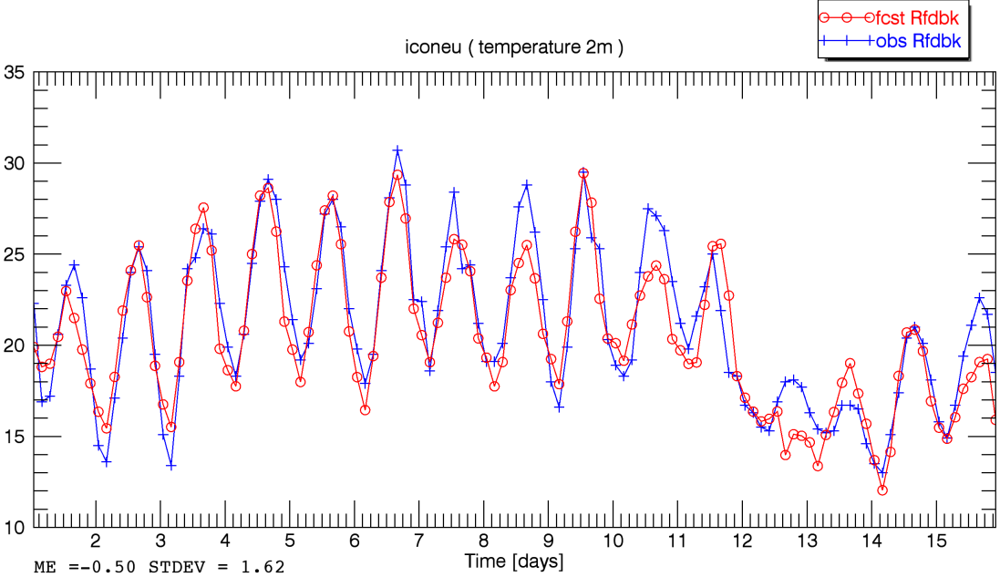 fcst Rfdbk
obs Rfdbk
iconeu ( temperature 2m )
35
30
25
20
15
10
2 3 4 5 6 7 8 9 10 11 12 13 14 15
Time [days]
ME =-0.50 STDEV = 1.62